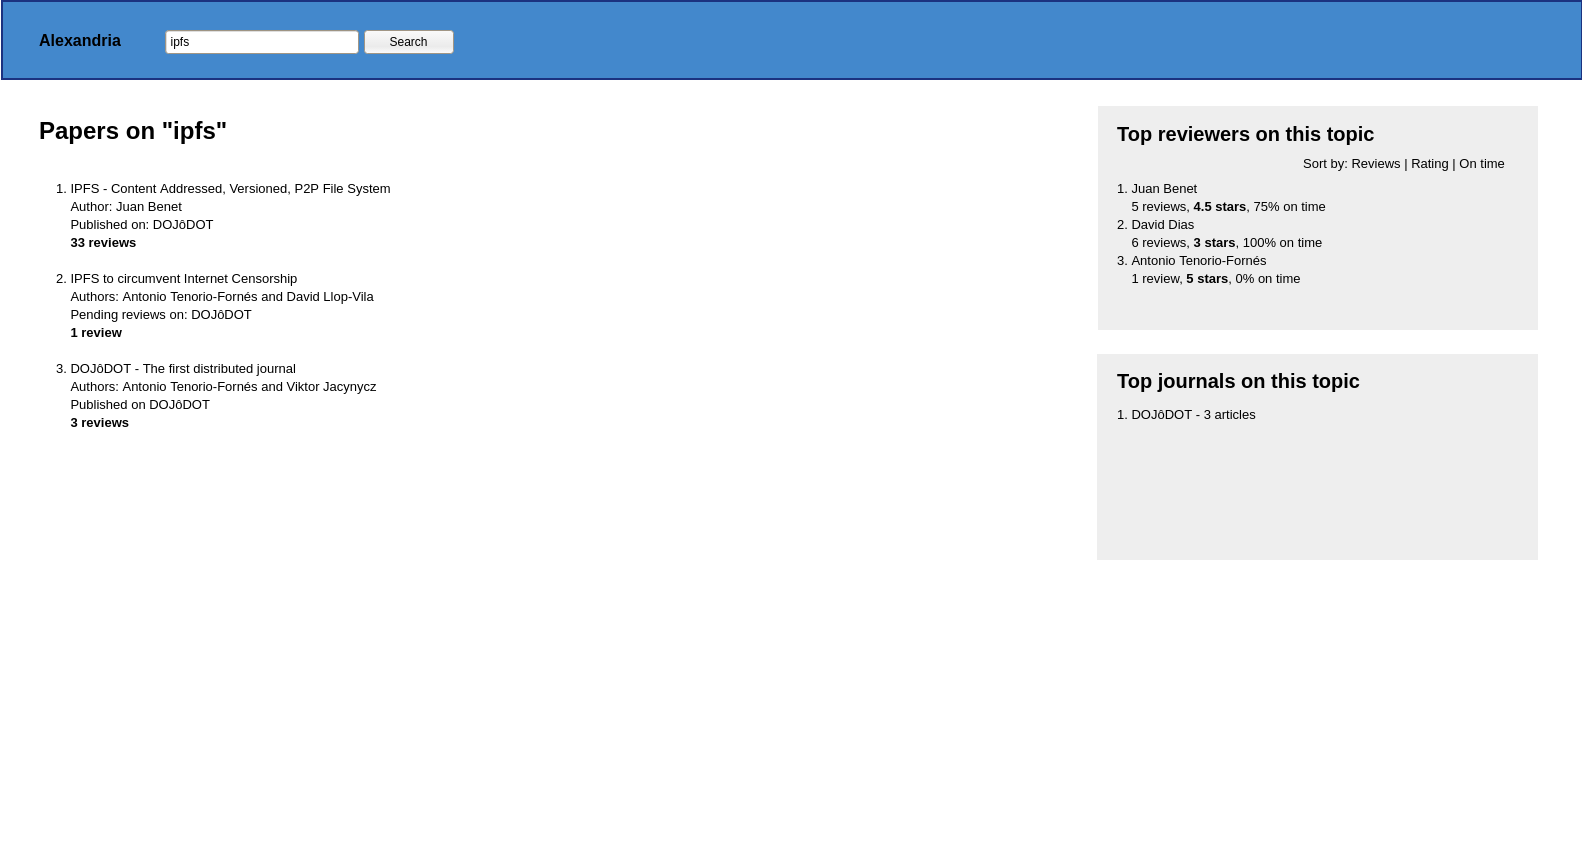 Alexandria
ipfs
Search
Papers on "ipfs"
1. IPFS - Content Addressed, Versioned, P2P File System
Author: Juan Benet
Published on: DOJôDOT
33 reviews
2. IPFS to circumvent Internet Censorship
Authors: Antonio Tenorio-Fornés and David Llop-Vila
Pending reviews on: DOJôDOT
1 review
3. DOJôDOT - The first distributed journal
Authors: Antonio Tenorio-Fornés and Viktor Jacynycz
Published on DOJôDOT
3 reviews
Top reviewers on this topic
Sort by: Reviews | Rating | On time
1. Juan Benet
5 reviews, 4.5 stars, 75% on time
2. David Dias
6 reviews, 3 stars, 100% on time
3. Antonio Tenorio-Fornés
1 review, 5 stars, 0% on time
Top journals on this topic
1. DOJôDOT - 3 articles